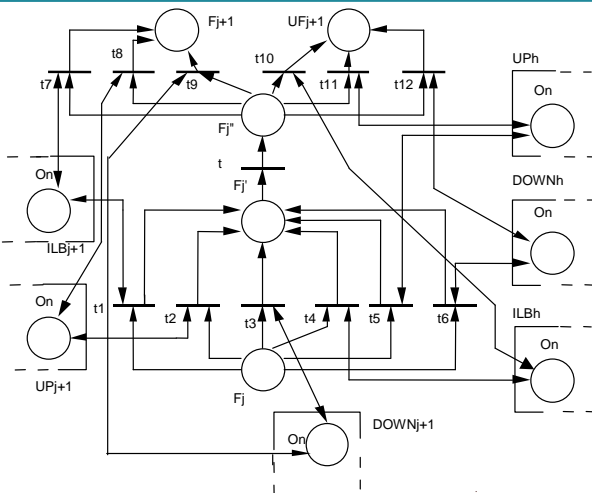 Fj+1
UFj+1
t8
t10
UPh
t7
t9
t11
t12
On
Fj"
t
DOWNh
On
Fj'
On
ILBj+1
On
t1
t2
t3
t4
t5
t6
ILBh
On
UPj+1
Fj
DOWNj+1
On